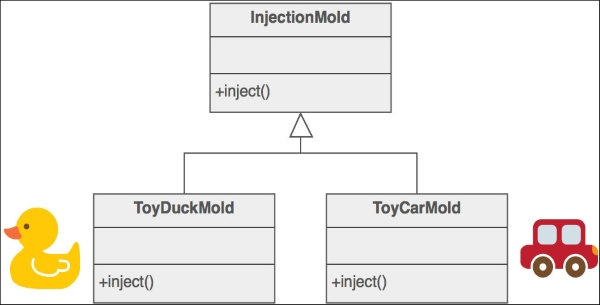 InjectionMold
+inject()
ToyDuckMold
+inject()
ToyCarMold
+inject()